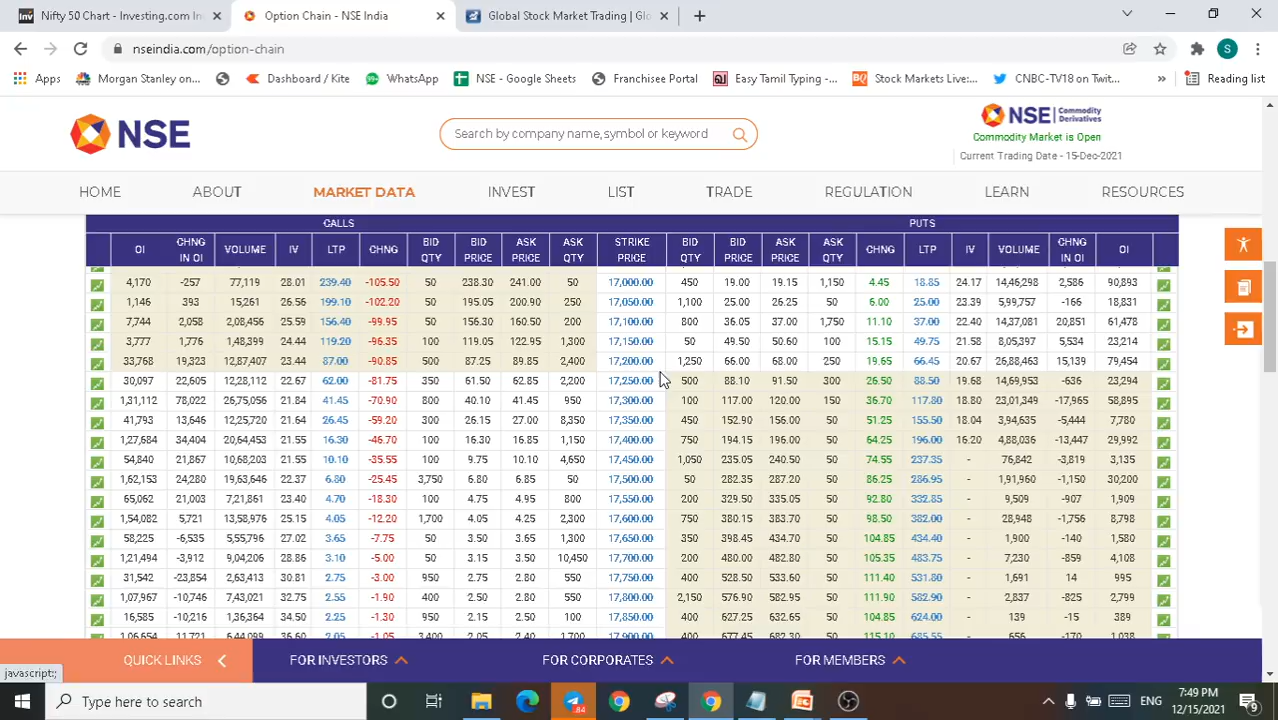 Nifty 50 Chart - Investing.com In
Option Chain - NSE India
Global Stock Market Trading | Glo
nseindia.com/option-chain
S
Apps
Morgan Stanley on...
Dashboard / Kite
WhatsApp
NSE - Google Sheets
Franchisee Portal
Easy Tamil Typing -...
Stock Markets Live:...
CNBC-TV18 on Twit...
»
Reading list
NSE
Search by company name, symbol or keyword
NSE Commodity Derivatives
Commodity Market is Open
Current Trading Date - 15-Dec-2021
HOME ABOUT MARKET DATA INVEST LIST TRADE REGULATION LEARN RESOURCES
CALLS PUTS
OI CHNG IN OI VOLUME IV LTP CHNG BID QTY BID PRICE ASK PRICE ASK QTY STRIKE PRICE BID QTY BID PRICE ASK PRICE ASK QTY CHNG LTP IV VOLUME CHNG IN OI OI
4,170 -257 77,119 28.01 239.40 -105.50 50 238.30 241.00 50 17,000.00 450 19.00 19.15 1,150 4.45 18.85 24.17 14,46,298 2,586 90,893
1,146 393 15,261 26.56 199.10 -102.20 50 195.05 200.90 250 17,050.00 1,100 25.00 26.25 50 6.00 25.00 23.39 5,99,757 -166 18,831
7,744 2,058 2,08,456 25.59 156.40 -99.95 50 156.30 160.50 200 17,100.00 800 36.05 37.00 1,750 11.10 37.00 22.40 14,37,081 20,851 61,478
3,777 1,776 1,48,399 24.44 119.20 -96.35 100 119.05 122.95 1,300 17,150.00 50 49.50 50.60 100 15.15 49.75 21.58 8,05,397 5,534 23,214
33,768 19,323 12,87,407 23.44 87.00 -90.85 500 87.25 89.85 2,400 17,200.00 1,250 66.00 68.00 250 19.65 66.45 20.67 26,88,463 15,139 79,454
30,097 22,605 12,28,112 22.67 62.00 -81.75 350 61.50 62.85 2,200 17,250.00 500 88.10 91.50 300 26.50 88.50 19.68 14,69,953 -636 23,294
1,31,112 78,022 26,75,056 21.84 41.45 -70.90 800 40.10 41.45 950 17,300.00 100 117.00 120.00 150 36.70 117.80 18.80 23,01,349 -17,965 58,895
41,793 13,646 12,25,720 21.64 26.45 -59.20 300 26.15 27.00 8,350 17,350.00 450 152.90 156.00 50 51.25 155.50 18.04 3,94,635 -5,444 7,780
1,27,684 34,404 20,64,453 21.55 16.30 -46.70 100 16.30 16.85 1,150 17,400.00 750 194.15 196.00 50 64.25 196.00 16.20 4,88,036 -13,447 29,992
54,840 21,867 10,68,203 21.55 10.10 -35.55 100 9.75 10.10 4,650 17,450.00 1,050 235.05 240.50 50 74.55 237.35 - 76,842 -3,819 3,135
1,62,153 24,280 19,63,646 22.37 6.80 -25.45 3,750 6.80 6.85 50 17,500.00 50 282.35 287.20 50 86.25 286.95 - 1,91,960 -1,150 30,200
65,062 21,003 7,21,861 23.40 4.70 -18.30 100 4.75 4.95 800 17,550.00 200 329.50 335.05 50 92.80 332.85 - 9,509 -907 1,909
1,54,082 5,721 13,58,976 25.15 4.05 -12.20 1,700 4.05 4.25 2,300 17,600.00 750 380.15 383.70 50 98.50 382.00 - 28,948 -1,756 8,798
58,225 -6,535 5,55,796 27.02 3.65 -7.75 50 3.50 3.65 1,300 17,650.00 350 398.45 434.70 50 104.85 434.40 - 1,900 -140 1,580
1,21,494 -3,912 9,04,206 28.86 3.10 -5.00 50 3.15 3.50 10,450 17,700.00 200 480.00 482.80 50 105.35 483.75 - 7,230 -859 4,108
31,542 -23,854 2,63,413 30.81 2.75 -3.00 950 2.75 2.80 550 17,750.00 400 528.50 533.60 50 111.40 531.80 - 1,691 14 995
1,07,967 -10,746 7,43,021 32.75 2.55 -1.90 400 2.50 2.80 550 17,800.00 2,150 576.90 582.95 50 111.90 582.90 - 2,837 -825 2,799
16,585 -10,216 1,36,364 34.50 2.25 -1.30 950 2.15 2.50 100 17,850.00 400 627.25 632.65 50 104.85 624.00 - 139 -15 389
1,06,654 11,721 6,44,099 36.60 2.05 -1.05 3,400 2.05 2.40 1,700 17,900.00 400 677.45 682.30 50 115.10 685.55 - 656 -170 1,038
QUICK LINKS FOR INVESTORS FOR CORPORATES FOR MEMBERS
javascript:;
Type here to search
84
ENG
7:49 PM
12/15/2021
9